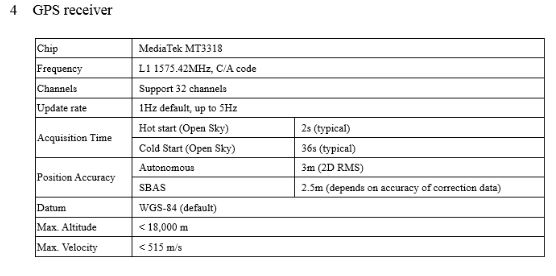 4 GPS receiver
Chip MediaTek MT3318
Frequency L1 1575.42MHz, C/A code
Channels Support 32 channels
Update rate 1Hz default, up to 5Hz
Acquisition Time Hot start (Open Sky) 2s (typical)
Cold Start (Open Sky) 36s (typical)
Position Accuracy Autonomous 3m (2D RMS)
SBAS 2.5m (depends on accuracy of correction data)
Datum WGS-84 (default)
Max. Altitude < 18,000 m
Max. Velocity < 515 m/s